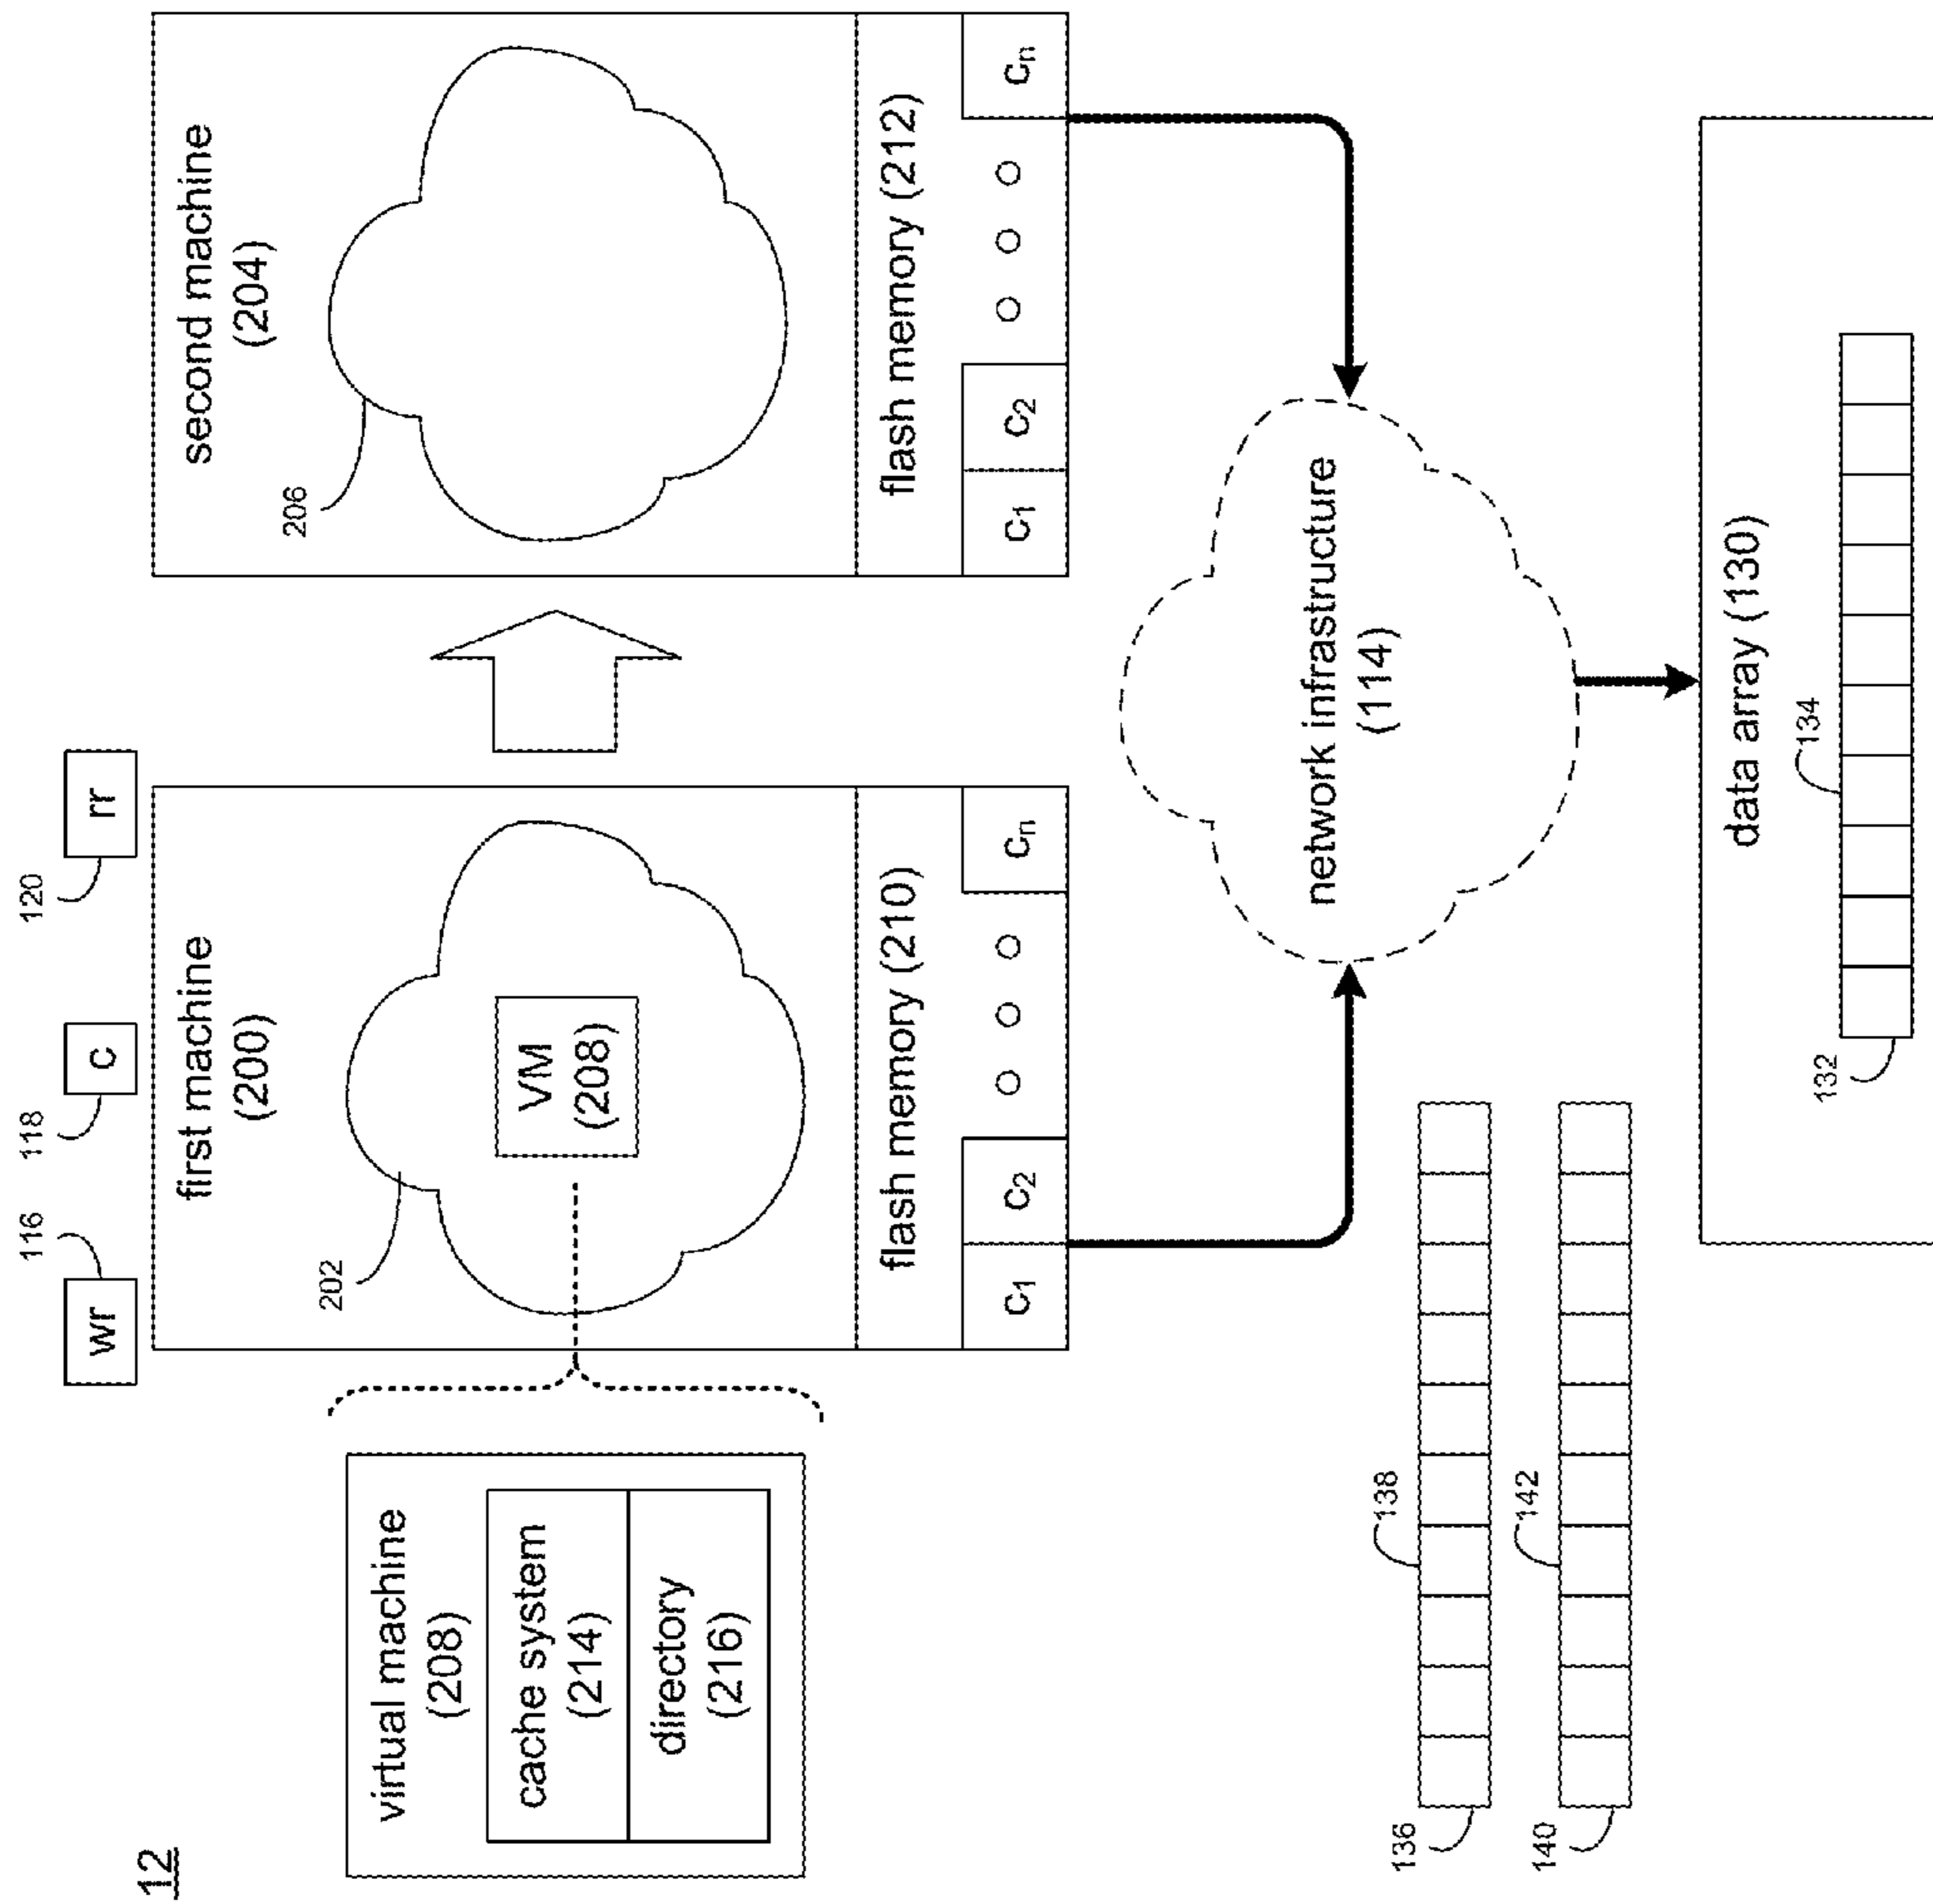 12
116
118
120
wr
c
rr
first machine
(200)
second machine
(204)
202
206
VM
(208)
virtual machine
(208)
cache system
(214)
directory
(216)
flash memory (210)
flash memory (212)
C1
C2
Cn
C1
C2
Cn
network infrastructure
(114)
136
138
140
142
data array (130)
134
132